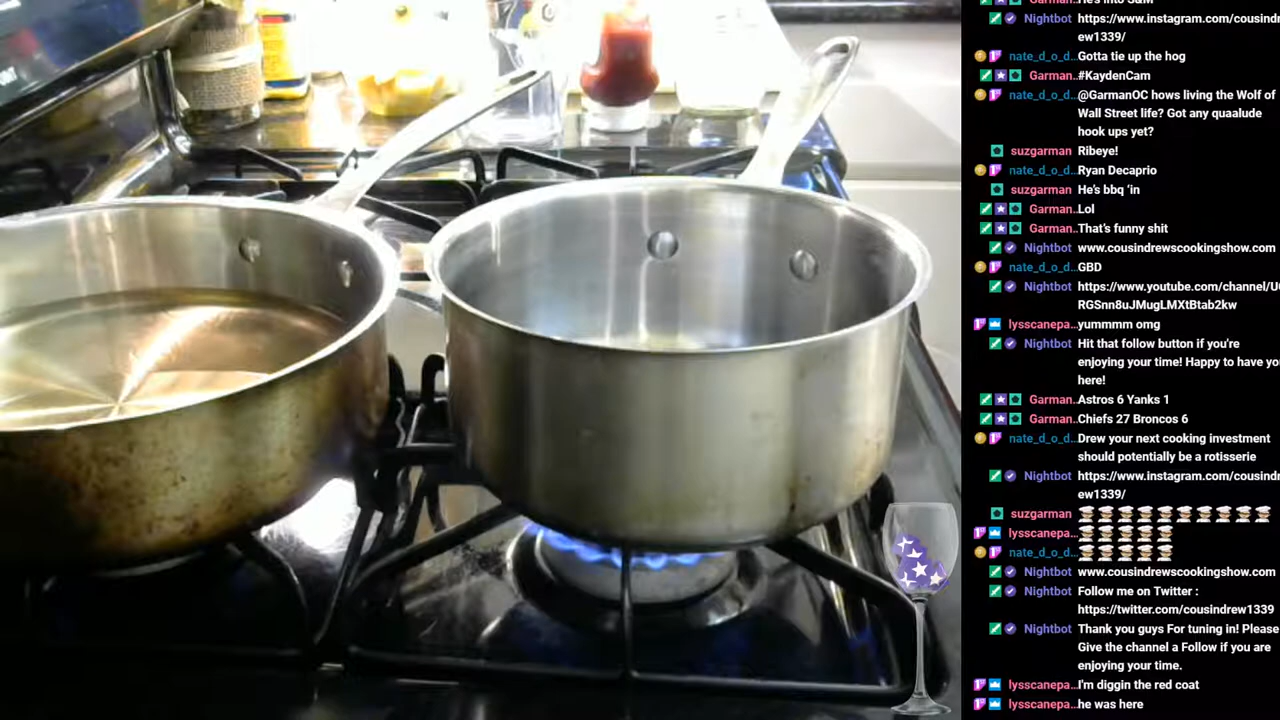 Garman.. He's into S&M
Nightbot https://www.instagram.com/cousindr
ew1339/
nate_d_o_d... Gotta tie up the hog
Garman.. #KaydenCam
nate_d_o_d... @GarmanOC hows living the Wolf of
Wall Street life? Got any quaalude
hook ups yet?
suzgarman Ribeye!
nate_d_o_d... Ryan Decaprio
suzgarman He's bbq 'in
Garman.. Lol
Garman.. That's funny shit
Nightbot www.cousindrewscookingshow.com
nate_d_o_d... GBD
Nightbot https://www.youtube.com/channel/U
RGSnn8uJMugLMXtBtab2kw
lysscanepa... yummmm omg
Nightbot Hit that follow button if you're
enjoying your time! Happy to have yo
here!
Garman.. Astros 6 Yanks 1
Garman.. Chiefs 27 Broncos 6
nate_d_o_d... Drew your next cooking investment
should potentially be a rotisserie
Nightbot https://www.instagram.com/cousindr
ew1339/
suzgarman
lysscanepa...
nate_d_o_d...
Nightbot www.cousindrewscookingshow.com
Nightbot Follow me on Twitter :
https://twitter.com/cousindrew1339
Nightbot Thank you guys For tuning in! Please
Give the channel a Follow if you are
enjoying your time.
lysscanepa... I'm diggin the red coat
lysscanepa... he was here